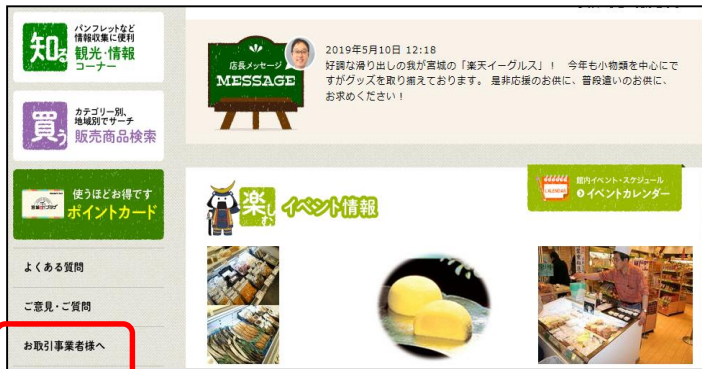 知る
パンフレットなど
情報収集に便利
観光・情報
コーナー
買う
カテゴリー別、
地域別でサーチ
販売商品検索
使うほどお得です
ポイントカード
よくある質問
ご意見・ご質問
お取引事業者様へ
店長メッセージ
MESSAGE
2019年5月10日 12:18
好調な滑り出しの我が宮城の「楽天イーグルス」！　今年も小物類を中心にで
すがグッズを取り揃えております。 是非応援のお供に、普段遣いのお供に、
お求めください！
楽しむ イベント情報
CALENDAR
館内イベント・スケジュール
イベントカレンダー